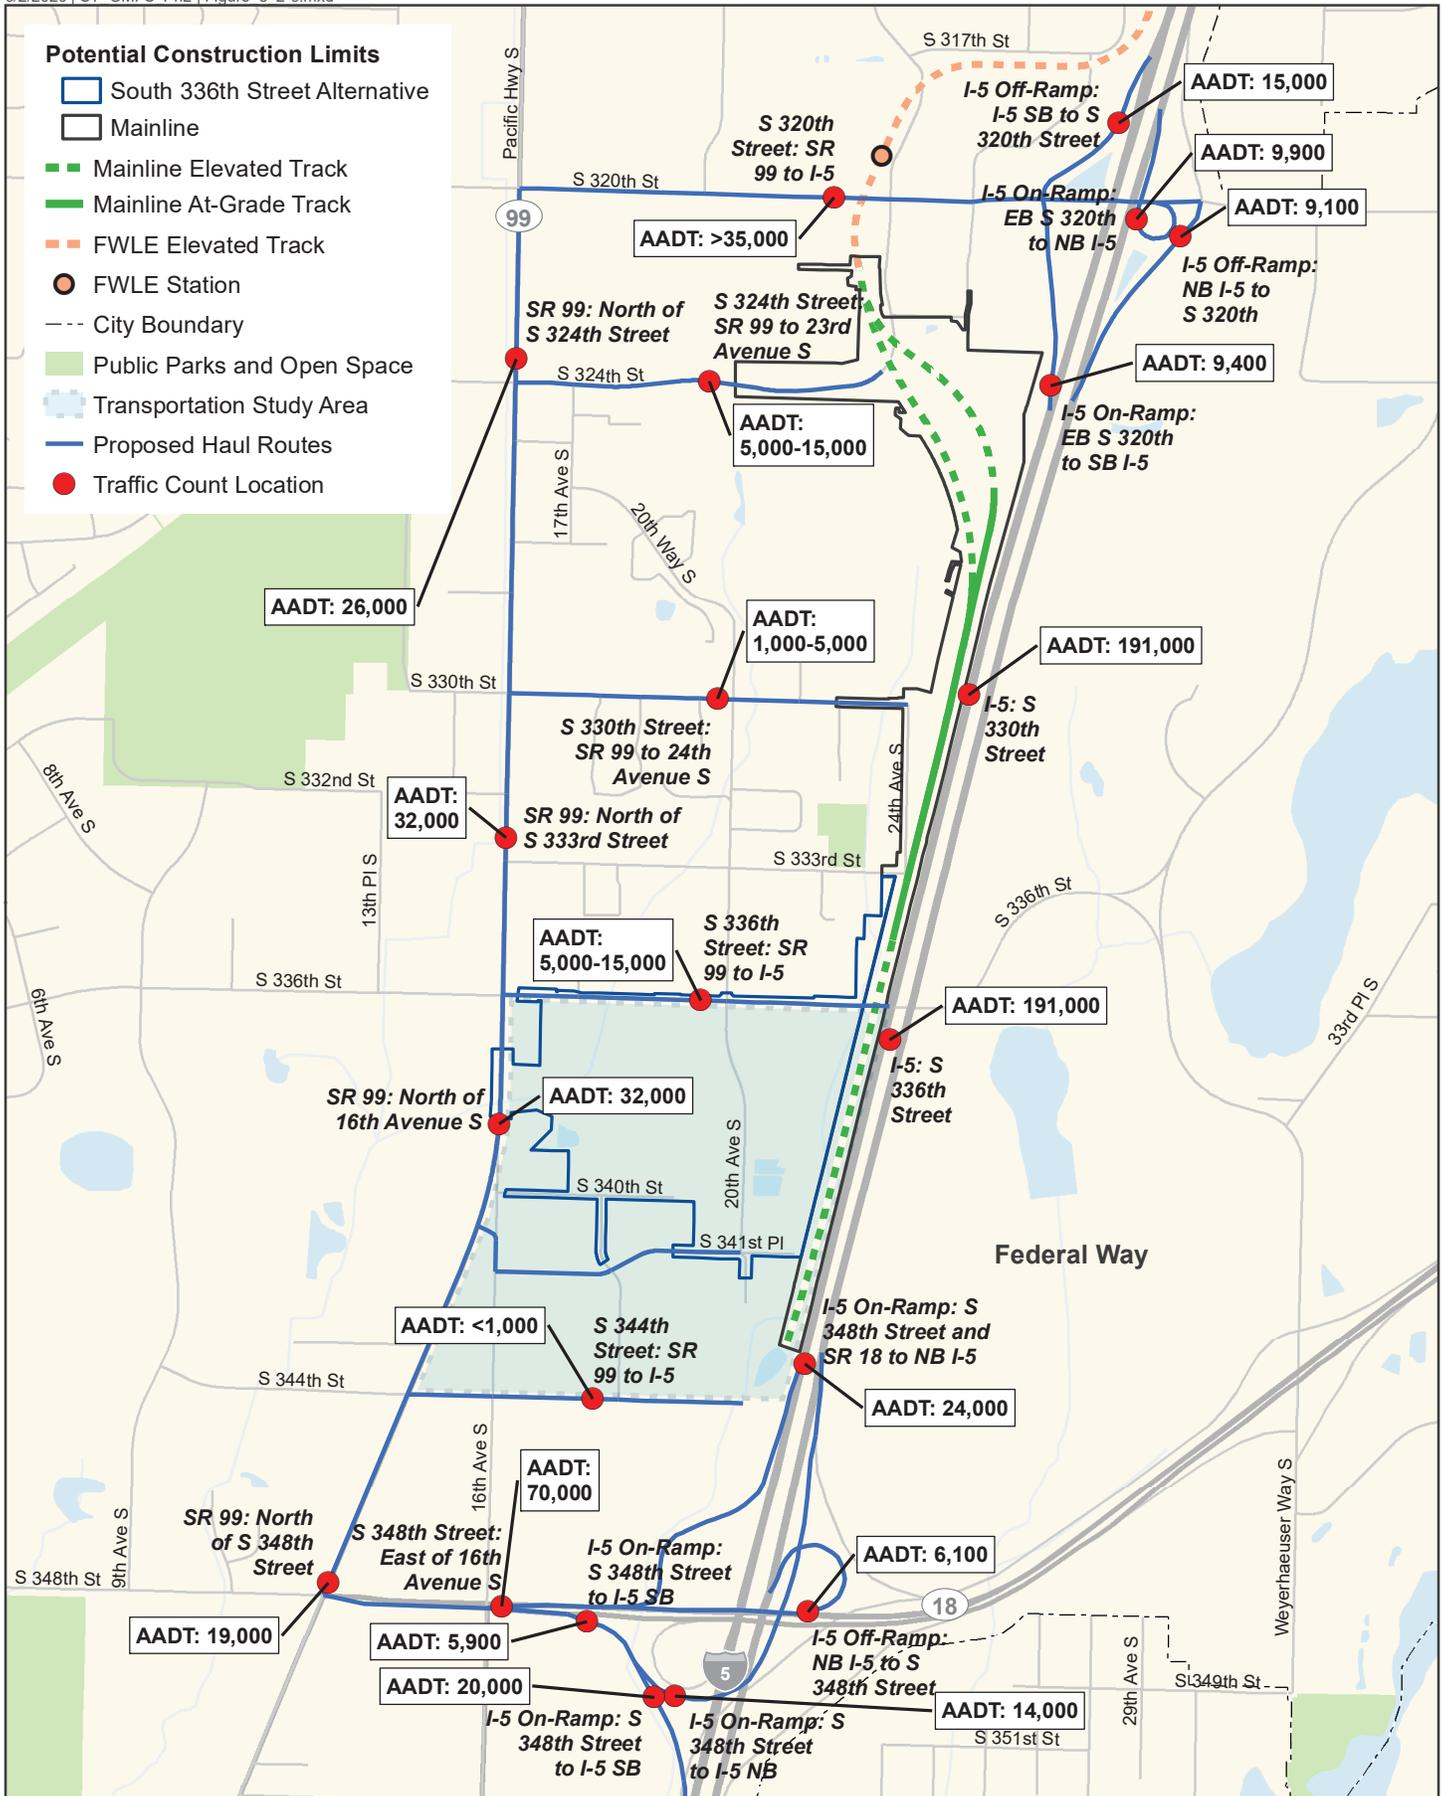 Potential Construction Limits
South 336th Street Alternative
Mainline
Mainline Elevated Track
Mainline At-Grade Track
FWLE Elevated Track
FWLE Station
City Boundary
Public Parks and Open Space
Transportation Study Area
Proposed Haul Routes
Traffic Count Location
Pacific Hwy S
S 317th St
I-5 Off-Ramp:
I-5 SB to S
320th Street
AADT: 15,000
S 320th
Street: SR
99 to I-5
AADT: 9,900
S 320th St
99
I-5 On-Ramp:
EB S 320th
to NB I-5
AADT: 9,100
AADT: >35,000
I-5 Off-Ramp:
NB I-5 to
S 320th
SR 99: North of
S 324th Street
S 324th Street:
SR 99 to 23rd
Avenue S
S 324th St
AADT: 9,400
I-5 On-Ramp:
EB S 320th
to SB I-5
AADT:
5,000-15,000
17th Ave S
20th Way S
AADT: 26,000
AADT:
1,000-5,000
AADT: 191,000
S 330th St
I-5: S
330th
Street
S 330th Street:
SR 99 to 24th
Avenue S
24th Ave S
8th Ave S
S 332nd St
AADT:
32,000
SR 99: North of
S 333rd Street
S 333rd St
13th Pl S
S 336th St
AADT:
5,000-15,000
S 336th
Street: SR
99 to I-5
S 336th St
6th Ave S
AADT: 191,000
33rd Pl S
I-5: S
336th
Street
SR 99: North of
16th Avenue S
AADT: 32,000
20th Ave S
S 340th St
S 341st Pl
Federal Way
AADT: <1,000
S 344th
Street: SR
99 to I-5
I-5 On-Ramp: S
348th Street and
SR 18 to NB I-5
S 344th St
AADT: 24,000
16th Ave S
AADT:
70,000
SR 99: North
of S 348th
Street
9th Ave S
S 348th Street:
East of 16th
Avenue S
I-5 On-Ramp:
S 348th Street
to I-5 SB
AADT: 6,100
Weyerhaeuser Way S
S 348th St
18
AADT: 19,000
AADT: 5,900
I-5 Off-Ramp:
NB I-5 to S
348th Street
5
29th Ave S
S 349th St
AADT: 20,000
AADT: 14,000
I-5 On-Ramp: S
348th Street
to I-5 SB
I-5 On-Ramp: S
348th Street
to I-5 NB
S 351st St